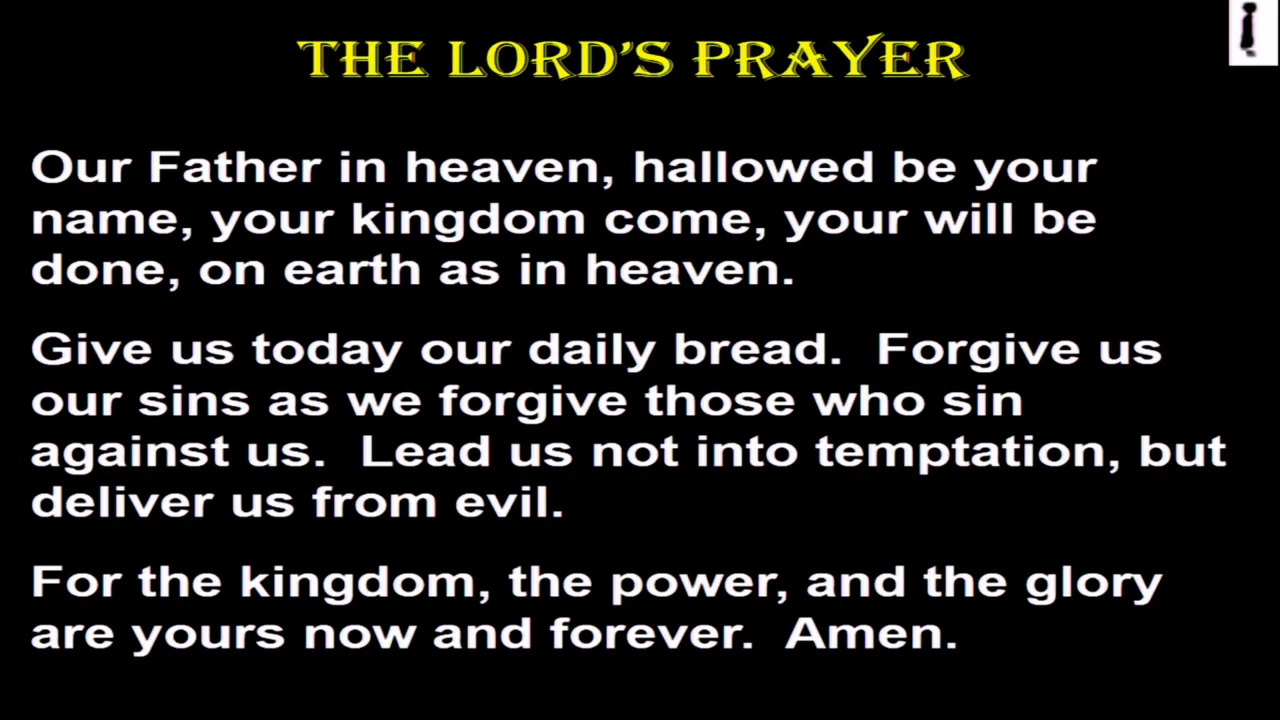 THE LORD'S PRAYER
Our Father in heaven, hallowed be your
name, your kingdom come, your will be
done, on earth as in heaven.
Give us today our daily bread.  Forgive us
our sins as we forgive those who sin
against us.  Lead us not into temptation, but
deliver us from evil.
For the kingdom, the power, and the glory
are yours now and forever.  Amen.